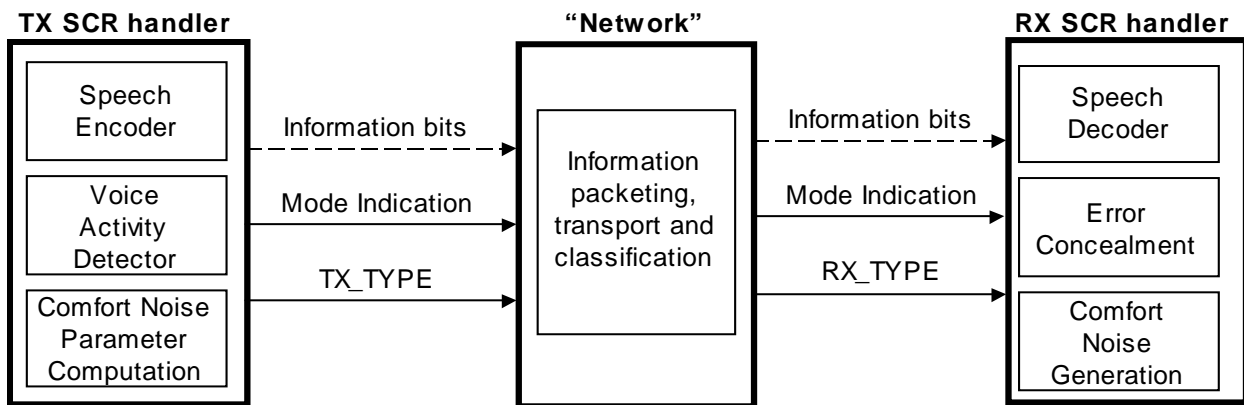 TX SCR handler
“Network”
RX SCR handler
Speech
Encoder
Voice
Activity
Detector
Comfort Noise
Parameter
Computation
Information bits
Mode Indication
TX_TYPE
Information
packeting,
transport and
classification
Information bits
Mode Indication
RX_TYPE
Speech
Decoder
Error
Concealment
Comfort
Noise
Generation